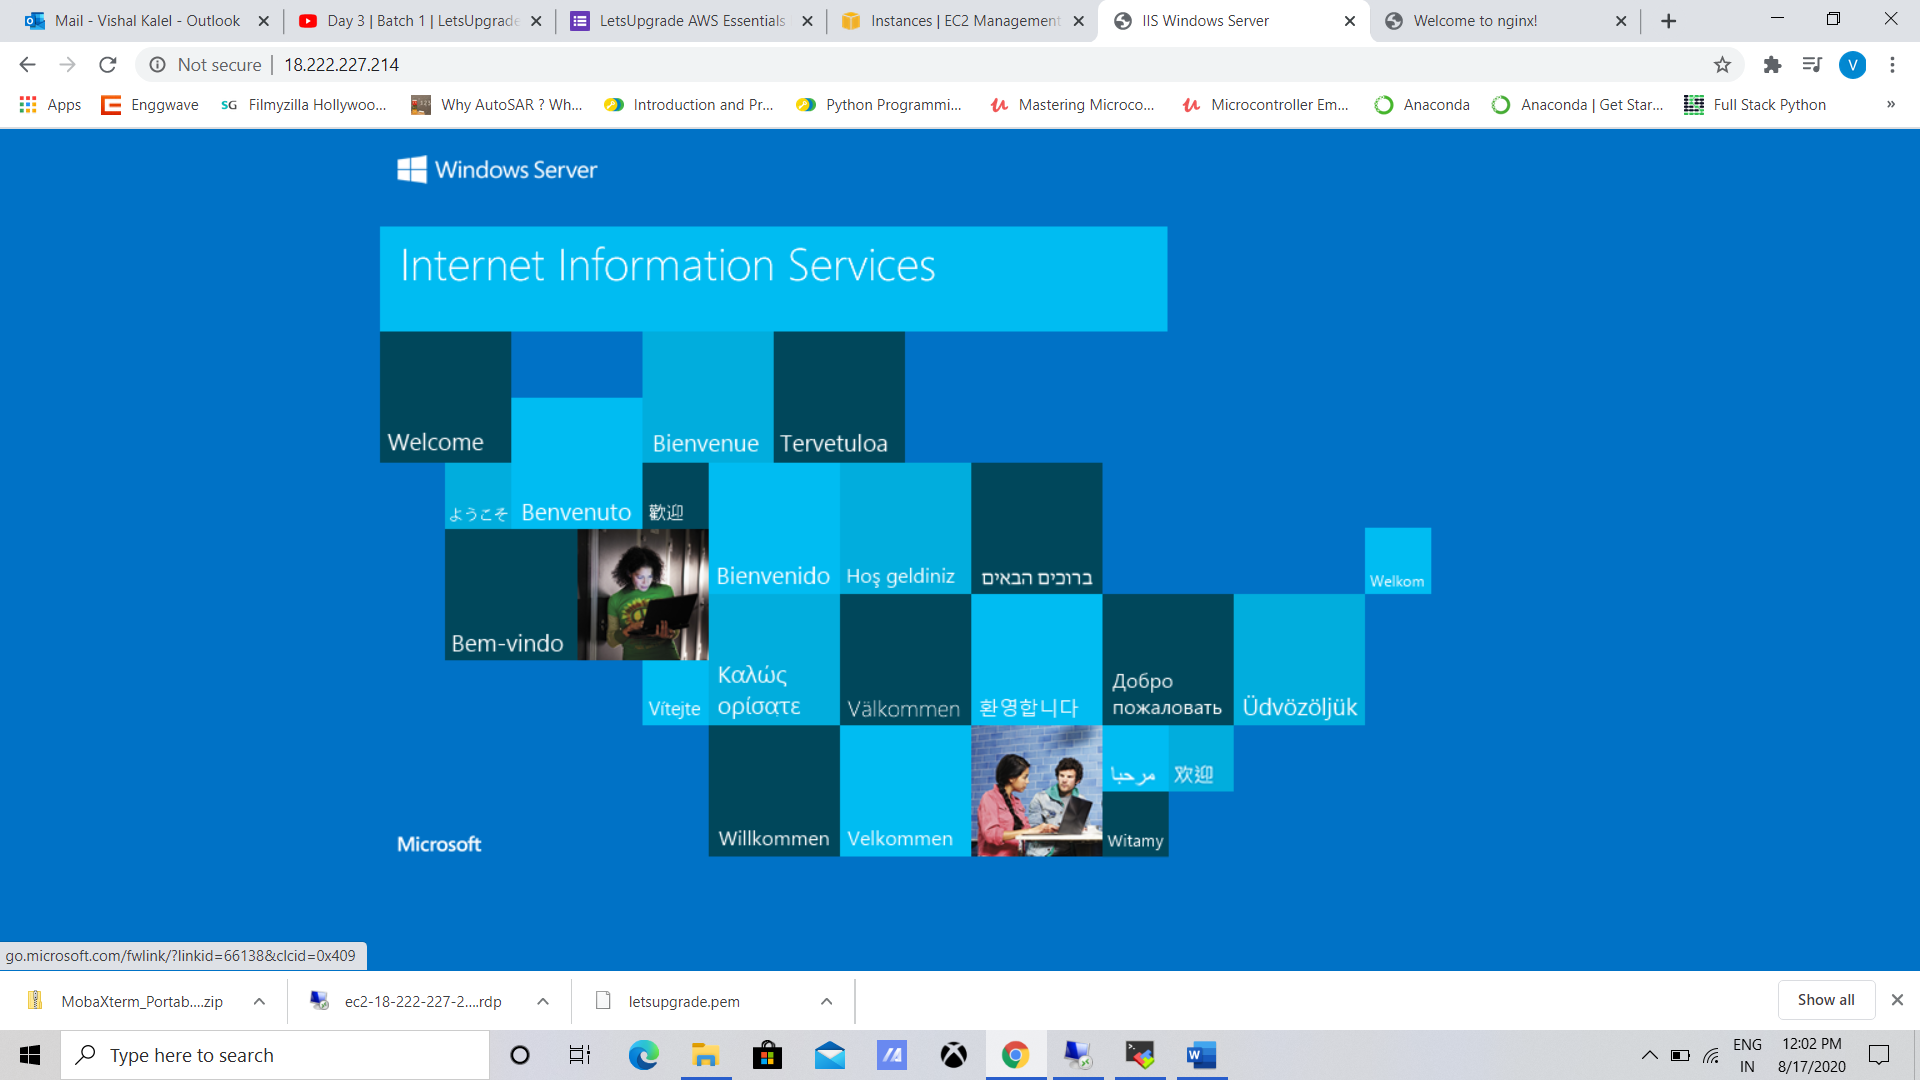 Mail - Vishal Kalel - Outlook
Day 3 | Batch 1 | LetsUpgrade
LetsUpgrade AWS Essentials
Instances | EC2 Management
IIS Windows Server
Welcome to nginx!
Not secure
18.222.227.214
V
Apps
Enggwave
SG Filmyzilla Hollywoo...
Why AutoSAR ? Wh...
Introduction and Pr...
Python Programmi...
Mastering Microco...
Microcontroller Em...
Anaconda
Anaconda | Get Star...
Full Stack Python
»
Windows Server
Internet Information Services
Welcome
Bienvenue
Tervetuloa
ようこそ
Benvenuto
歡迎
Bienvenido
Hoş geldiniz
ברוכים הבאים
Welkom
Bem-vindo
Vítejte
Καλώς
ορίσατε
Välkommen
환영합니다
Добро
пожаловать
Üdvözöljük
مرحبا
欢迎
Willkommen
Velkommen
Witamy
Microsoft
go.microsoft.com/fwlink/?linkid=66138&clcid=0x409
MobaXterm_Portab....zip
ec2-18-222-227-2....rdp
letsupgrade.pem
Show all
Type here to search
ENG
IN
12:02 PM
8/17/2020